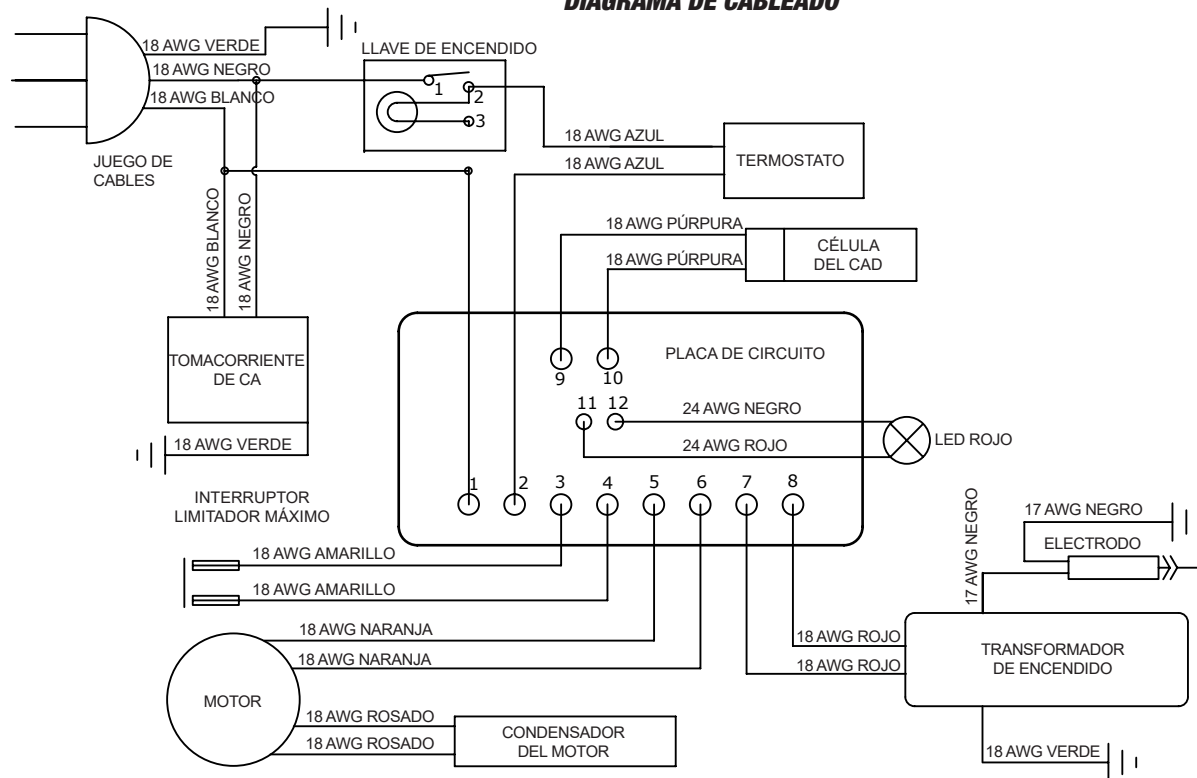 DIAGRAMA DE CABLEADO
18 AWG VERDE
18 AWG NEGRO
18 AWG BLANCO
JUEGO DE
CABLES
LLAVE DE ENCENDIDO
1
2
3
18 AWG AZUL
18 AWG AZUL
TERMOSTATO
18 AWG BLANCO
18 AWG NEGRO
18 AWG PÚRPURA
18 AWG PÚRPURA
CÉLULA
DEL CAD
TOMACORRIENTE
DE CA
18 AWG VERDE
PLACA DE CIRCUITO
9
10
11
12
24 AWG NEGRO
24 AWG ROJO
LED ROJO
1
2
3
4
5
6
7
8
INTERRUPTOR
LIMITADOR MÁXIMO
18 AWG AMARILLO
18 AWG AMARILLO
17 AWG NEGRO
17 AWG NEGRO
ELECTRODO
18 AWG NARANJA
18 AWG NARANJA
MOTOR
18 AWG ROSADO
18 AWG ROSADO
CONDENSADOR
DEL MOTOR
18 AWG ROJO
18 AWG ROJO
TRANSFORMADOR
DE ENCENDIDO
18 AWG VERDE